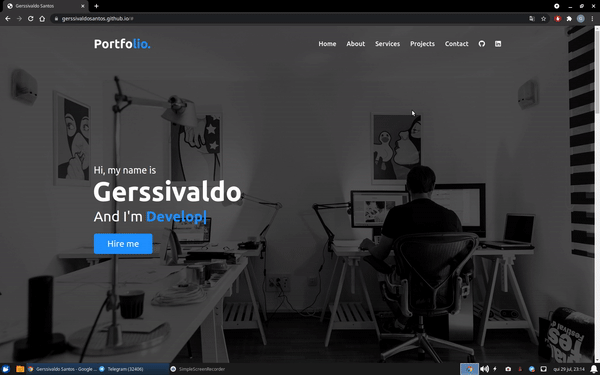 Gerssivaldo Santos
gerssivaldosantos.github.io/#
Portfolio.
Home About Services Projects Contact
Hi, my name is
Gerssivaldo
And I'm Develop|
Hire me
Gerssivaldo Santos - Google ... Telegram (32406) SimpleScreenRecorder
qui 29 jul, 23:14